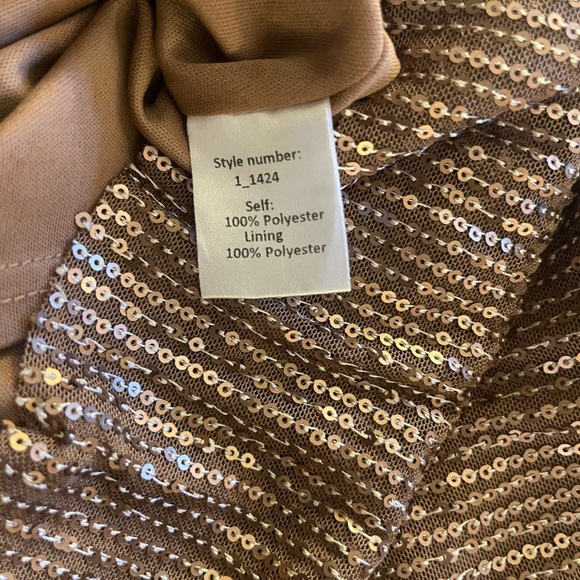 Style number:
1_1424
Self:
100% Polyester
Lining
100% Polyester